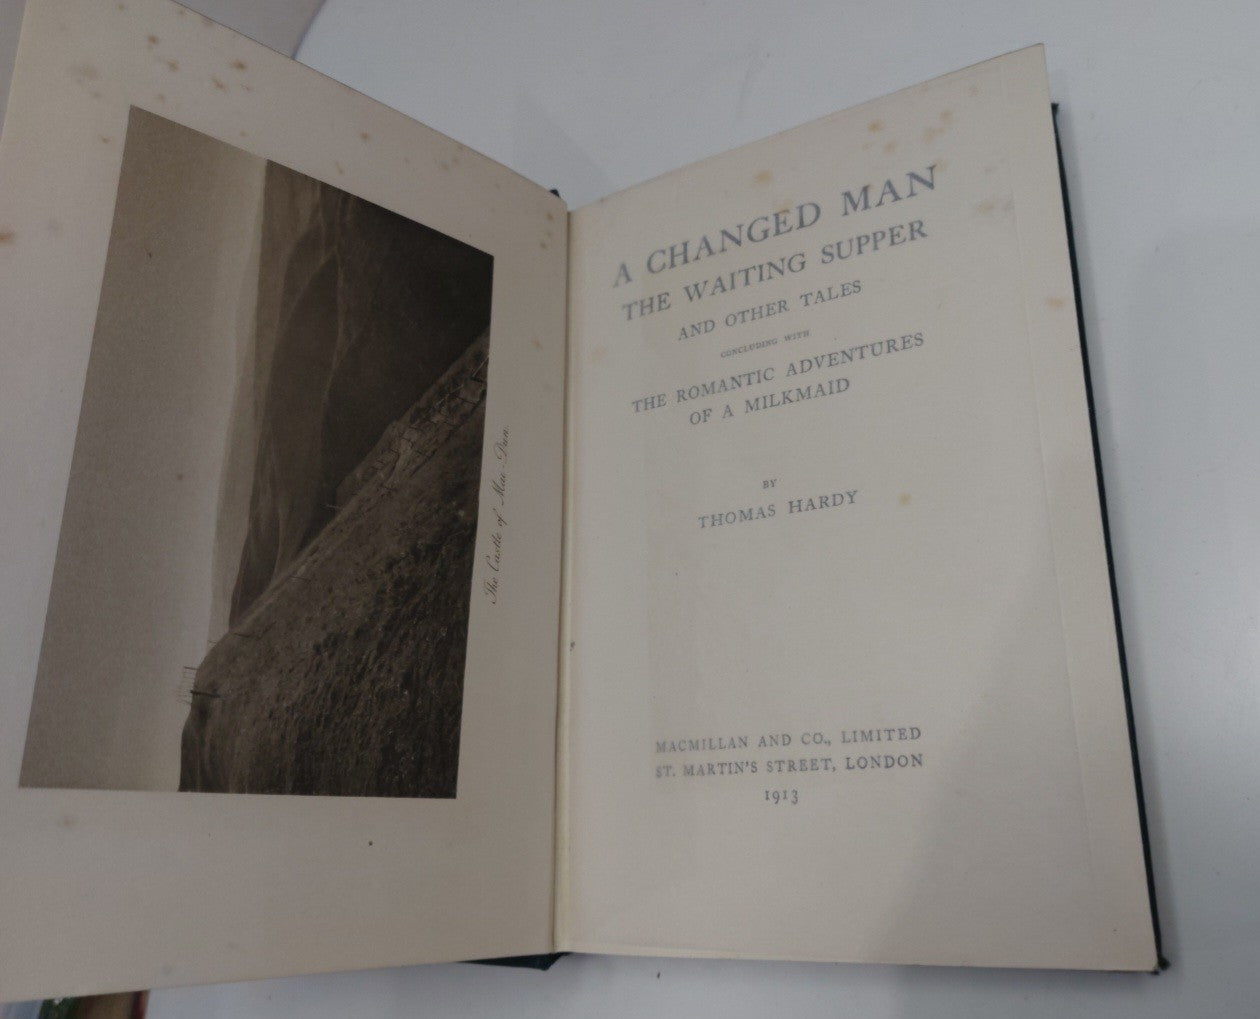 The Castle of Mai-Dun.
A CHANGED MAN
THE WAITING SUPPER
AND OTHER TALES
CONCLUDING WITH
THE ROMANTIC ADVENTURES
OF A MILKMAID
BY
THOMAS HARDY
MACMILLAN AND CO., LIMITED
ST. MARTIN'S STREET, LONDON
1913